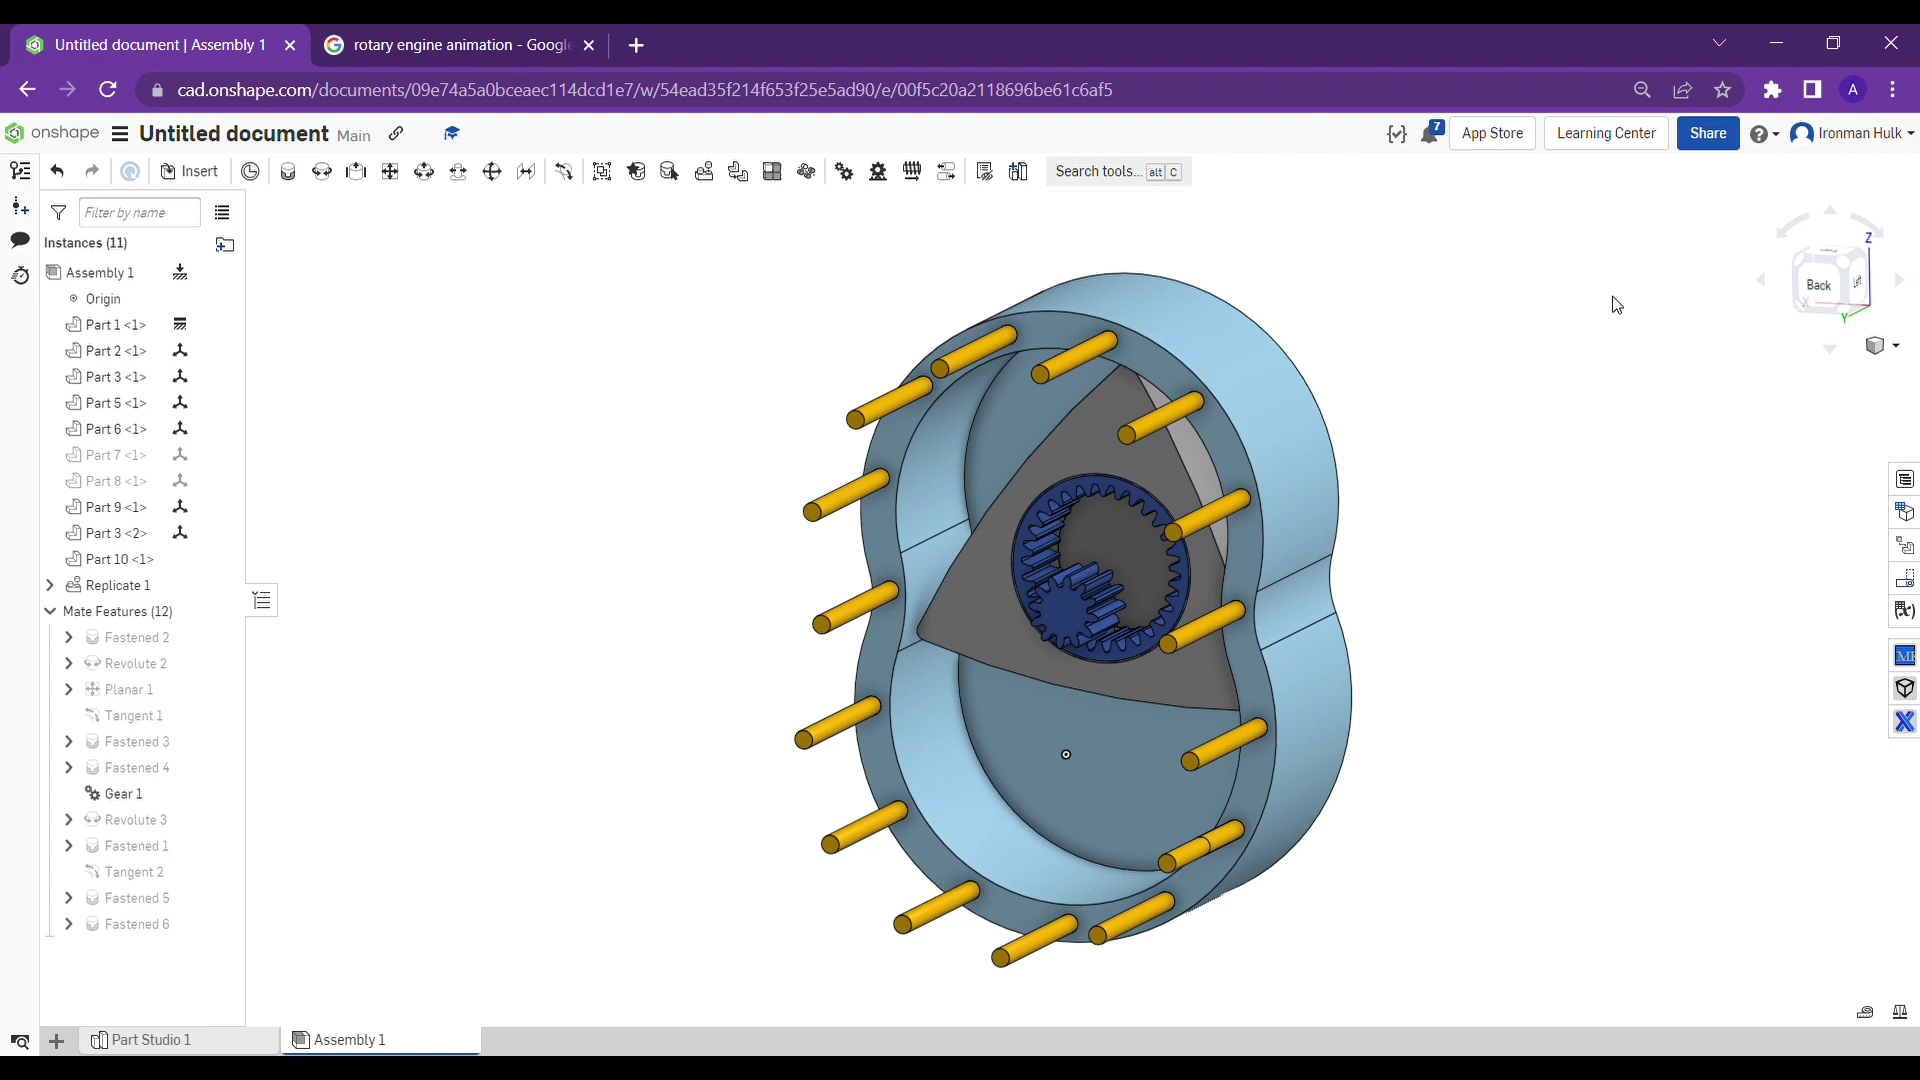 Untitled document | Assembly 1
rotary engine animation - Googl
cad.onshape.com/documents/09e74a5a0bceaec114dcd1e7/w/54ead35f214f653f25e5ad90/e/00f5c20a2118696be61c6af5
A
onshape
Untitled document
Main
7
App Store
Learning Center
Share
Ironman Hulk
Insert
Search tools... alt C
Filter by name
Instances (11)
Assembly 1
Origin
Part 1 <1>
Part 2 <1>
Part 3 <1>
Part 5 <1>
Part 6 <1>
Part 7 <1>
Part 8 <1>
Part 9 <1>
Part 3 <2>
Part 10 <1>
Replicate 1
Mate Features (12)
Fastened 2
Revolute 2
Planar 1
Tangent 1
Fastened 3
Fastened 4
Gear 1
Revolute 3
Fastened 1
Tangent 2
Fastened 5
Fastened 6
Z
Back
Left
X
Y
Part Studio 1
Assembly 1